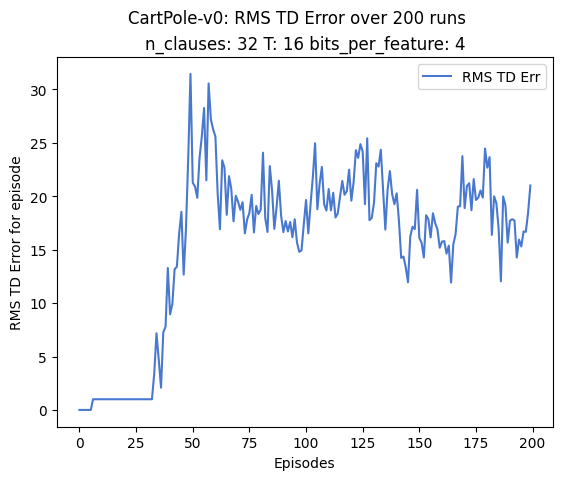 CartPole-v0: RMS TD Error over 200 runs
n_clauses: 32 T: 16 bits_per_feature: 4
RMS TD Err
30
25
20
15
10
5
0
RMS TD Error for episode
0 25 50 75 100 125 150 175 200
Episodes